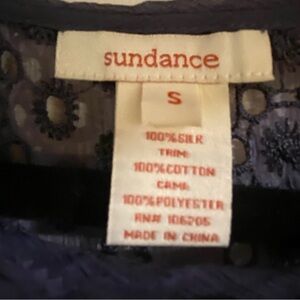 sundance
S
100%SILK
TRIM:
100%COTTON
CAMI:
100%POLYESTER
RN# 106205
MADE IN CHINA